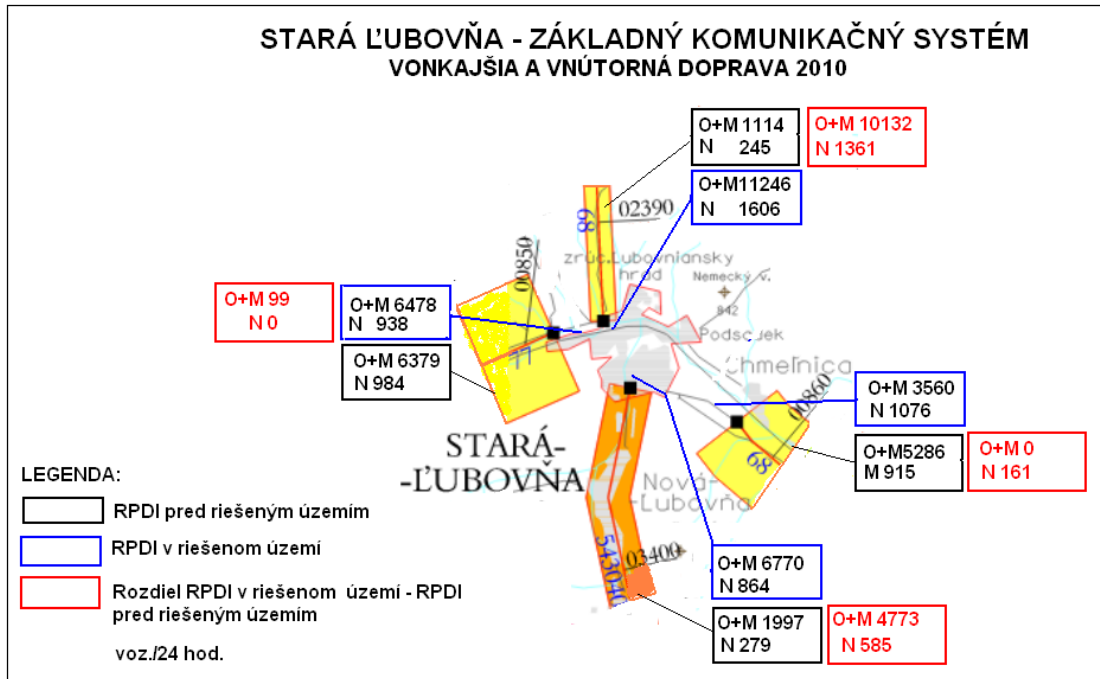 STARÁ ĽUBOVŇA - ZÁKLADNÝ KOMUNIKAČNÝ SYSTÉM
VONKAJŠIA A VNÚTORNÁ DOPRAVA 2010
O+M 1114
N 245
O+M 10132
N 1361
O+M11246
N 1606
68
02390
00850
zrúc.Ľubovniansky
hrad
Nemecký v.
842
Podsadek
Chmeľnica
O+M 99
N 0
O+M 6478
N 938
77
O+M 6379
N 984
00860
O+M 3560
N 1076
O+M5286
M 915
O+M 0
N 161
68
STARÁ-
-ĽUBOVŇA
Nová-
-Ľubovňa
543040
03400
O+M 6770
N 864
O+M 1997
N 279
O+M 4773
N 585
LEGENDA:
RPDI pred riešeným územím
RPDI v riešenom území
Rozdiel RPDI v riešenom území - RPDI
pred riešeným územím
voz./24 hod.